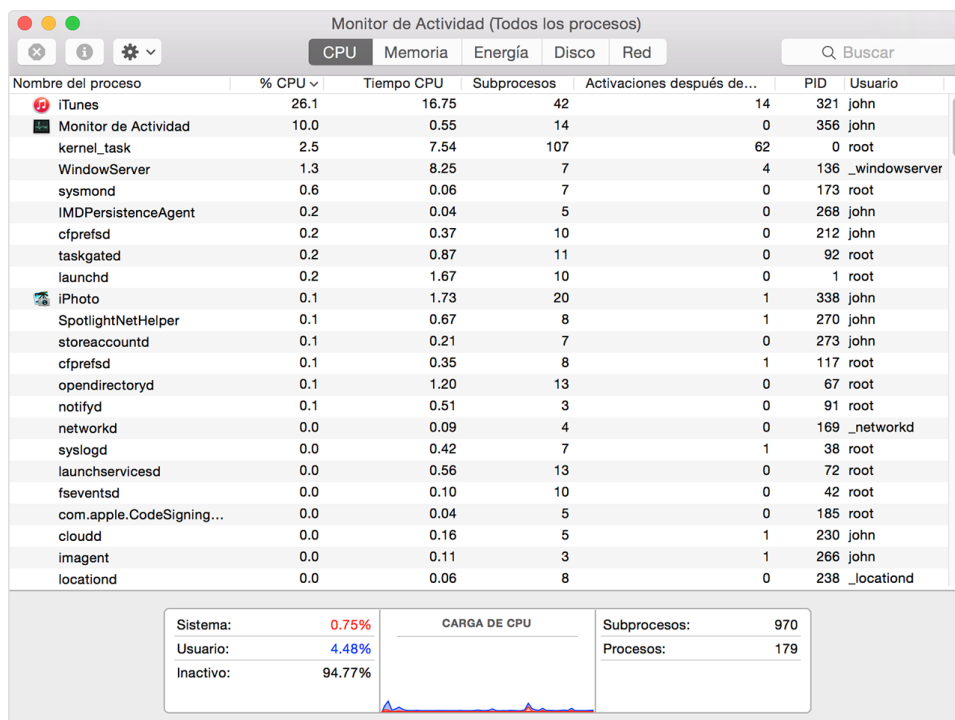 Monitor de Actividad (Todos los procesos)
CPU Memoria Energía Disco Red Buscar
Nombre del proceso % CPU Tiempo CPU Subprocesos Activaciones después de... PID Usuario
iTunes 26.1 16.75 42 14 321 john
Monitor de Actividad 10.0 0.55 14 0 356 john
kernel_task 2.5 7.54 107 62 0 root
WindowServer 1.3 8.25 7 4 136 _windowserver
sysmond 0.6 0.06 7 0 173 root
IMDPersistenceAgent 0.2 0.04 5 0 268 john
cfprefsd 0.2 0.37 10 0 212 john
taskgated 0.2 0.87 11 0 92 root
launchd 0.2 1.67 10 0 1 root
iPhoto 0.1 1.73 20 1 338 john
SpotlightNetHelper 0.1 0.67 8 1 270 john
storeaccountd 0.1 0.21 7 0 273 john
cfprefsd 0.1 0.35 8 1 117 root
opendirectoryd 0.1 1.20 13 0 67 root
notifyd 0.1 0.51 3 0 91 root
networkd 0.0 0.09 4 0 169 _networkd
syslogd 0.0 0.42 7 1 38 root
launchservicesd 0.0 0.56 13 0 72 root
fseventsd 0.0 0.10 10 0 42 root
com.apple.CodeSigning... 0.0 0.04 5 0 185 root
cloudd 0.0 0.16 5 1 230 john
imagent 0.0 0.11 3 1 266 john
locationd 0.0 0.06 8 0 238 _locationd
Sistema: 0.75% CARGA DE CPU Subprocesos: 970
Usuario: 4.48% Procesos: 179
Inactivo: 94.77%